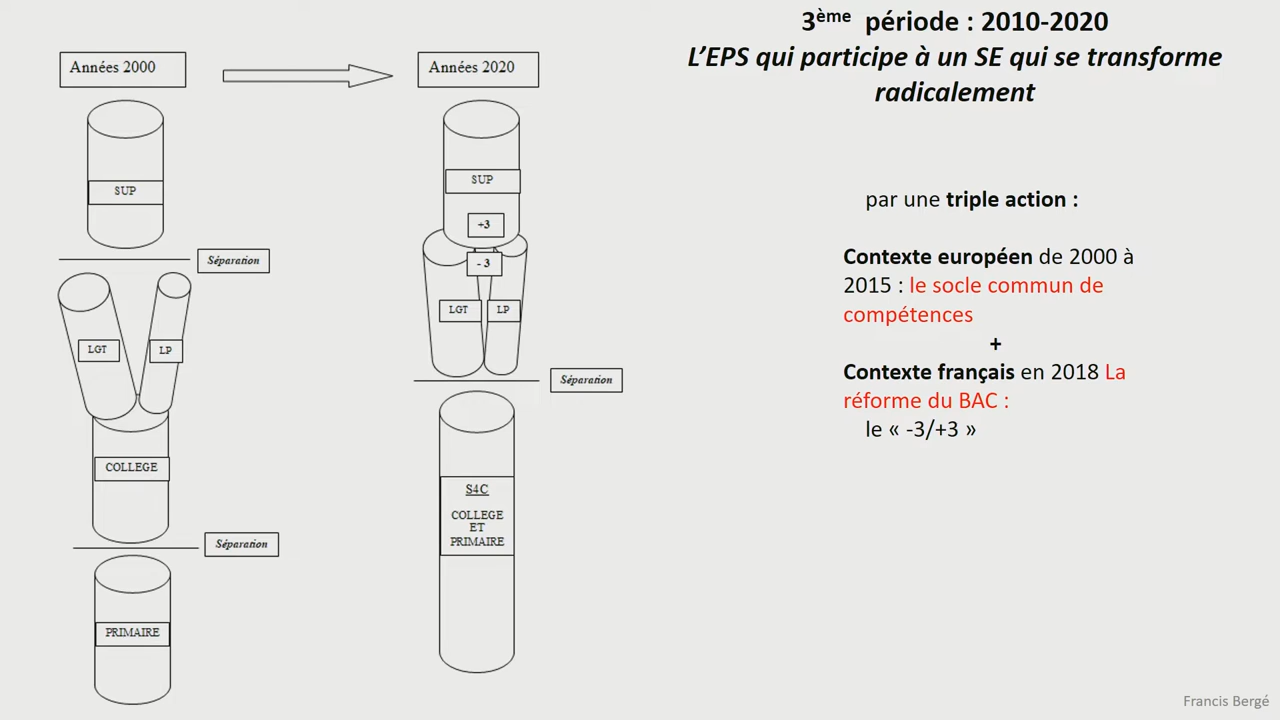 3ème période : 2010-2020
L'EPS qui participe à un SE qui se transforme
radicalement
Années 2000
SUP
Séparation
LGT
LP
COLLEGE
Séparation
PRIMAIRE
Années 2020
SUP
+3
- 3
LGT
LP
Séparation
S4C
COLLEGE
ET
PRIMAIRE
par une triple action :
Contexte européen de 2000 à
2015 : le socle commun de
compétences
+
Contexte français en 2018 La
réforme du BAC :
le « -3/+3 »
Francis Bergé